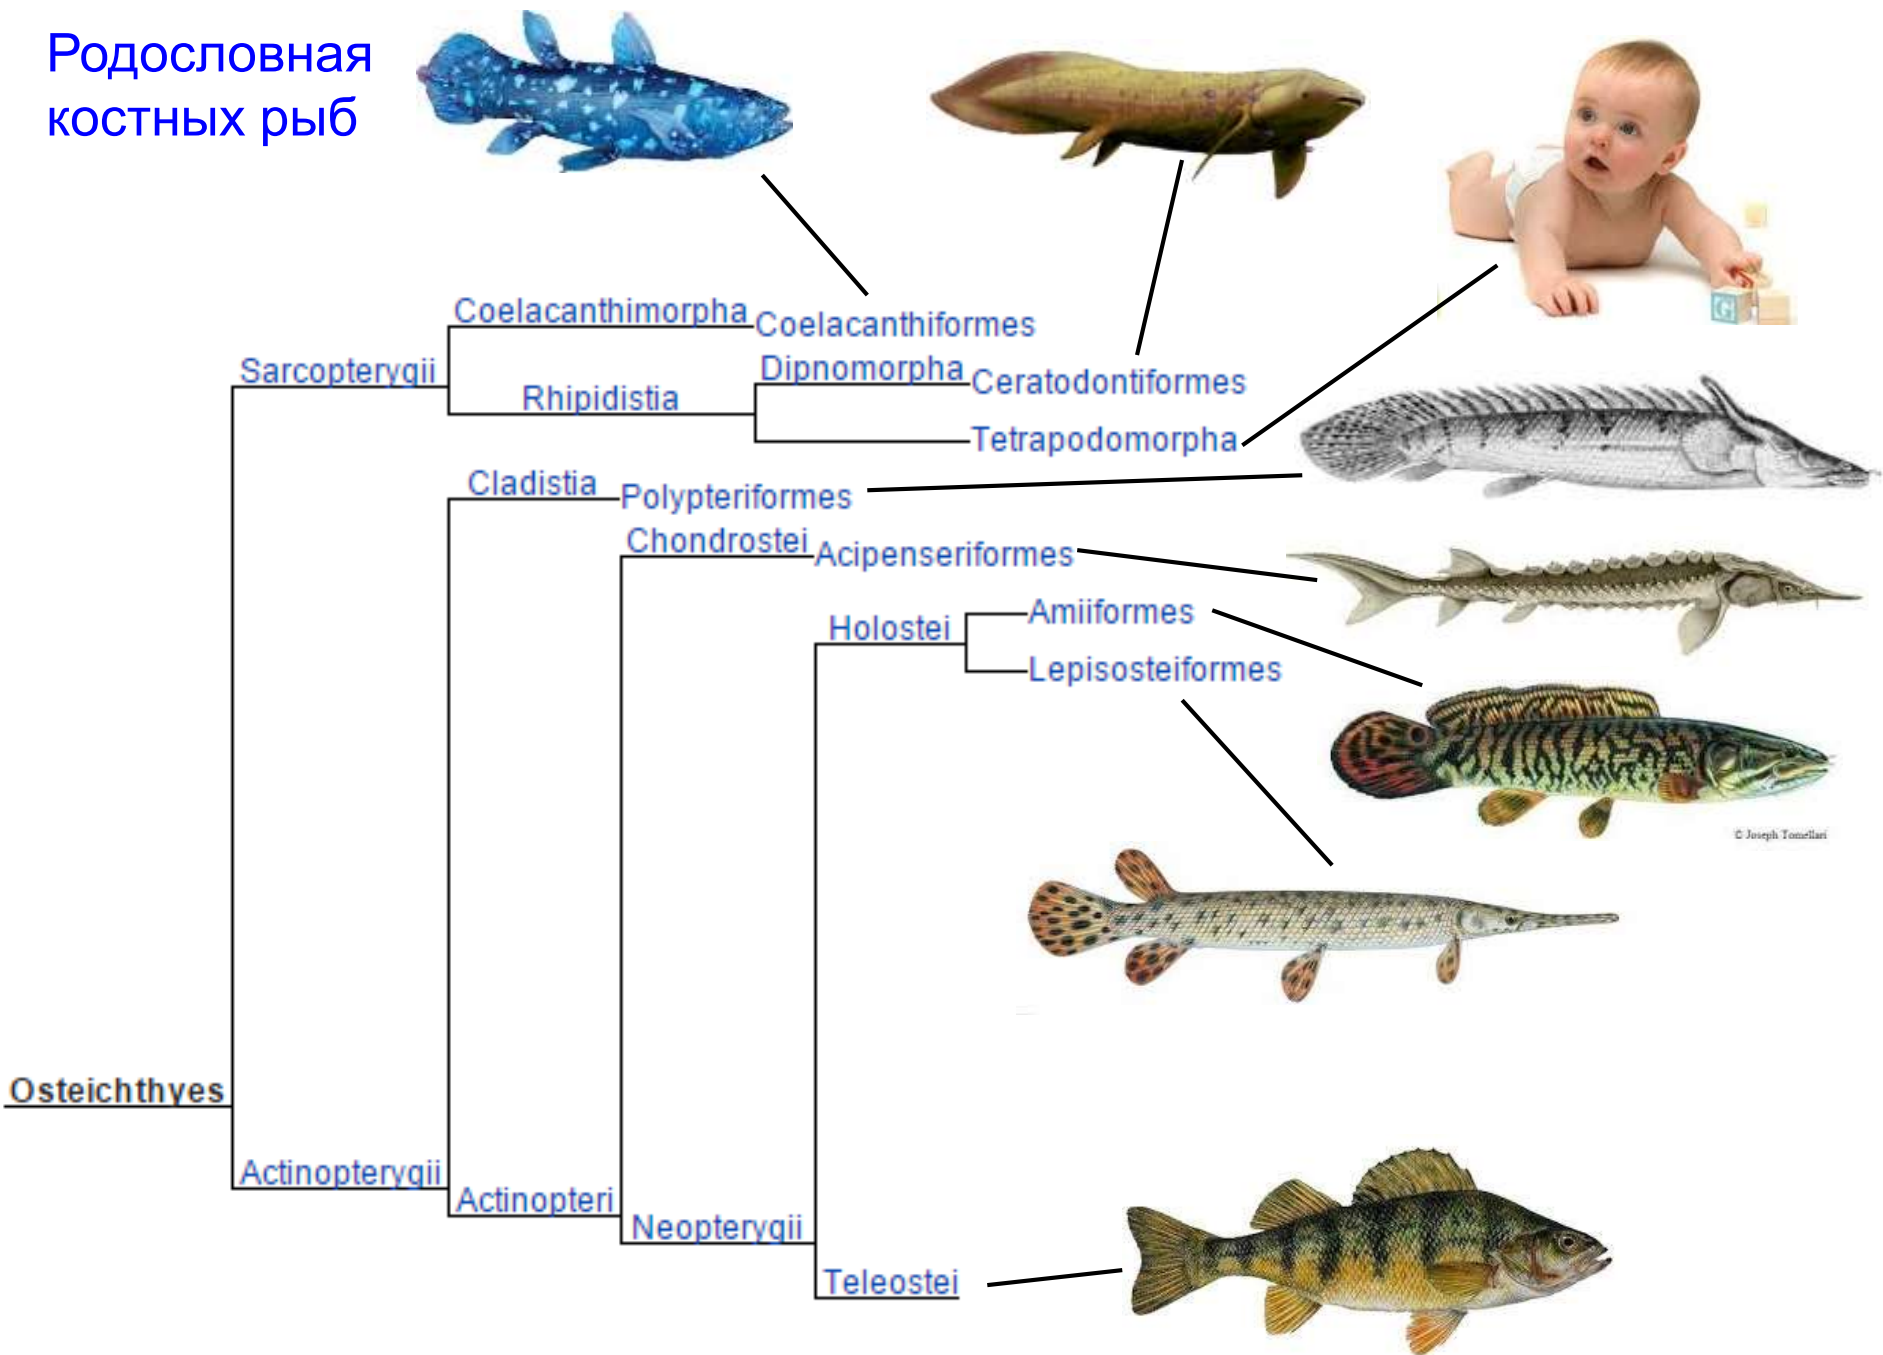 Родословная
костных рыб
Coelacanthimorpha
Coelacanthiformes
Sarcopterygii
Dipnomorpha
Ceratodontiformes
Rhipidistia
Tetrapodomorpha
Cladistia
Polypteriformes
Chondrostei
Acipenseriformes
Amiiformes
Holostei
Lepisosteiformes
© Joseph Tomelleri
Osteichthyes
Actinopterygii
Actinopteri
Neopterygii
Teleostei
G